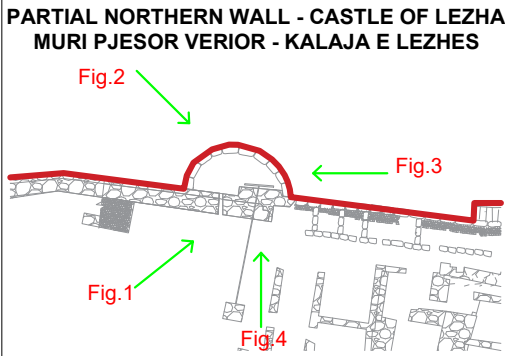 PARTIAL NORTHERN WALL - CASTLE OF LEZHA
MURI PJESOR VERIOR - KALAJA E LEZHES
Fig.2
Fig.3
Fig.1
Fig.4